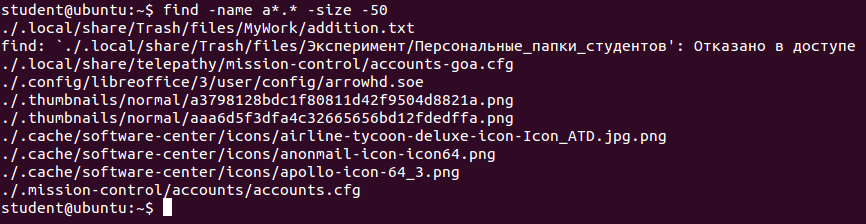 student@ubuntu:~$ find -name a*.* -size -50
./.local/share/Trash/files/MyWork/addition.txt
find: `./.local/share/Trash/files/Эксперимент/Персональные_папки_студентов': Отказано в доступе
./.local/share/telepathy/mission-control/accounts-goa.cfg
./.config/libreoffice/3/user/config/arrowhd.soe
./.thumbnails/normal/a3798128bdc1f80811d42f9504d8821a.png
./.thumbnails/normal/aaa6d5f3dfa4c32665656bd12fdedffa.png
./.cache/software-center/icons/airline-tycoon-deluxe-icon-Icon_ATD.jpg.png
./.cache/software-center/icons/anonmail-icon-icon64.png
./.cache/software-center/icons/apollo-icon-64_3.png
./.mission-control/accounts/accounts.cfg
student@ubuntu:~$